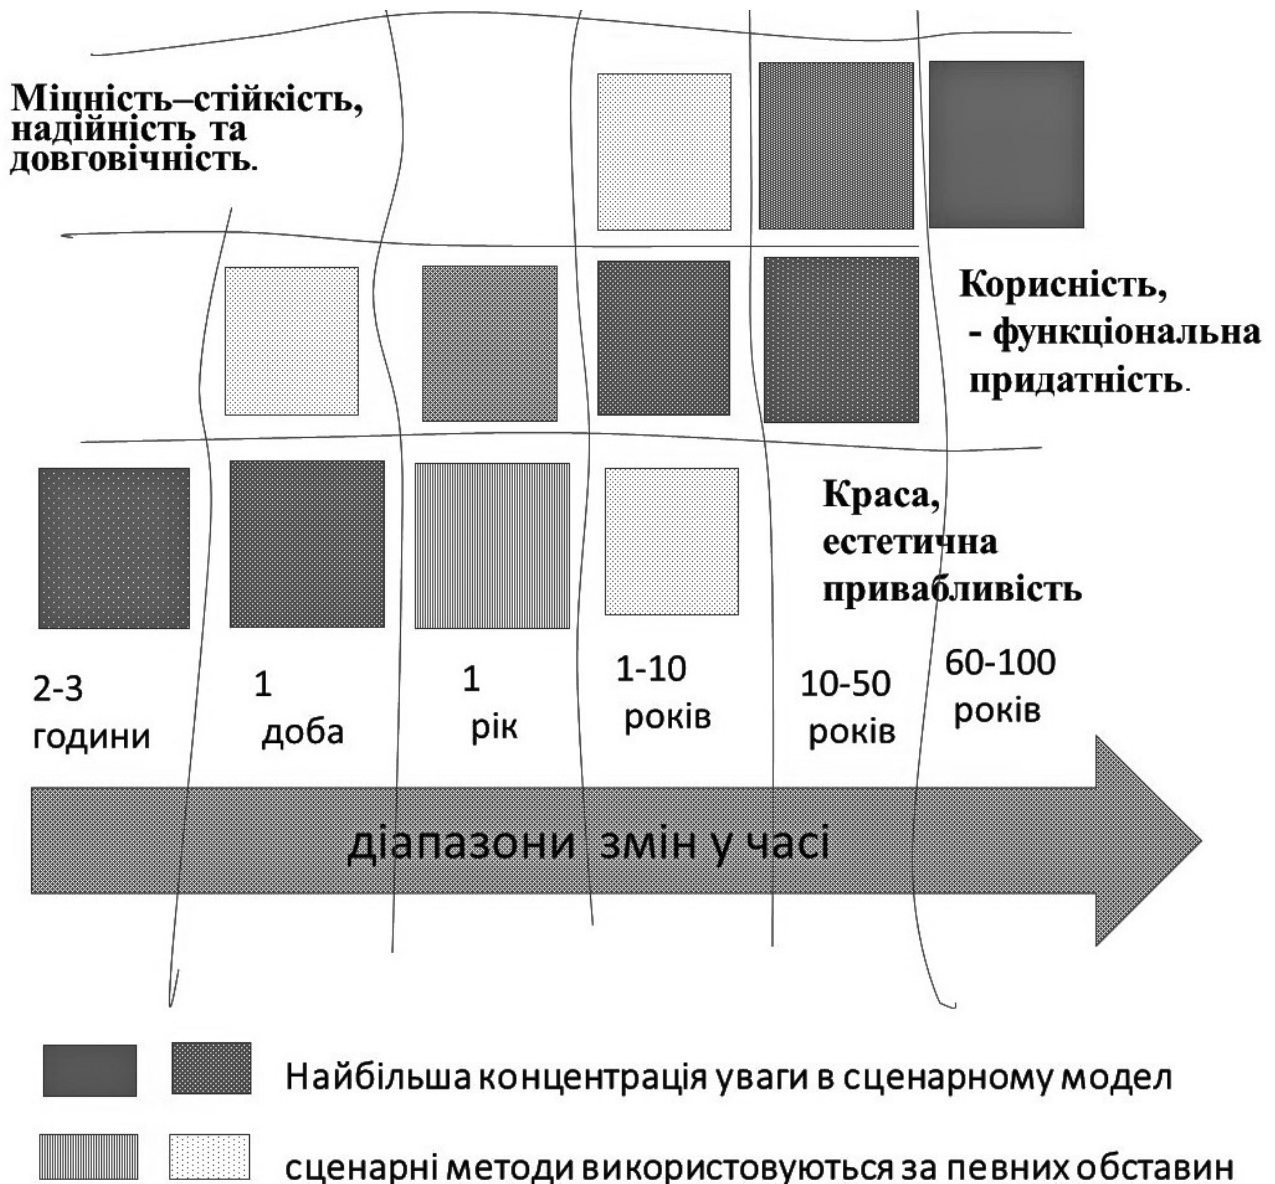 Міцність–стійкість,
надійність та
довговічність.
Корисність,
- функціональна
придатність.
Краса,
естетична
привабливість
2-3
години
1
доба
1
рік
1-10
років
10-50
років
60-100
років
діапазони змін у часі
Найбільша концентрація уваги в сценарному модел
сценарні методи використовуються за певних обставин